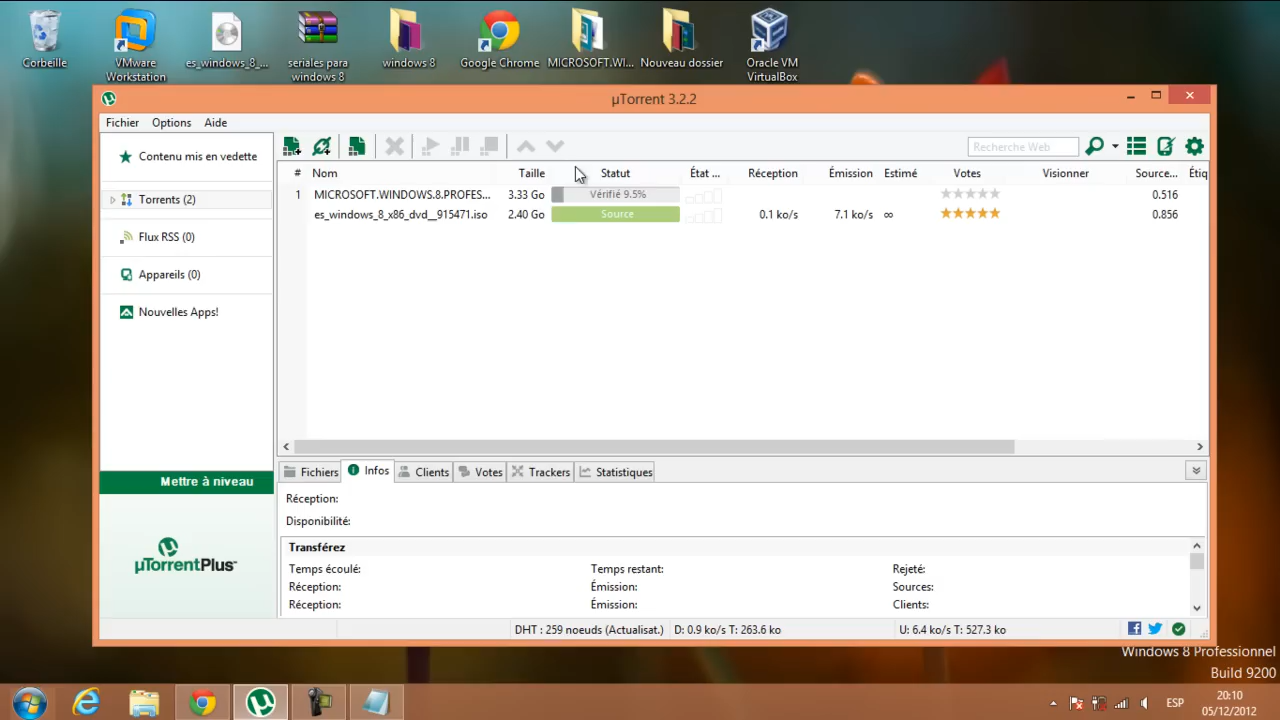 Corbeille
VMware
Workstation
es_windows_8_...
seriales para
windows 8
windows 8
Google Chrome
MICROSOFT.WI...
Nouveau dossier
Oracle VM
VirtualBox
µTorrent 3.2.2
Fichier Options Aide
Contenu mis en vedette
Torrents (2)
Flux RSS (0)
Appareils (0)
Nouvelles Apps!
Mettre à niveau
µTorrentPlus™
Recherche Web
# Nom Taille Statut État ... Réception Émission Estimé Votes Visionner Source... Étiq
1 MICROSOFT.WINDOWS.8.PROFES... 3.33 Go Vérifié 9.5% 0.516
es_windows_8_x86_dvd__915471.iso 2.40 Go Source 0.1 ko/s 7.1 ko/s ∞ 0.856
Fichiers Infos Clients Votes Trackers Statistiques
Réception:
Disponibilité:
Transférez
Temps écoulé: Temps restant: Rejeté:
Réception: Émission: Sources:
Réception: Émission: Clients:
DHT : 259 noeuds (Actualisat.) D: 0.9 ko/s T: 263.6 ko U: 6.4 ko/s T: 527.3 ko
Windows 8 Professionnel
Build 9200
ESP
20:10
05/12/2012